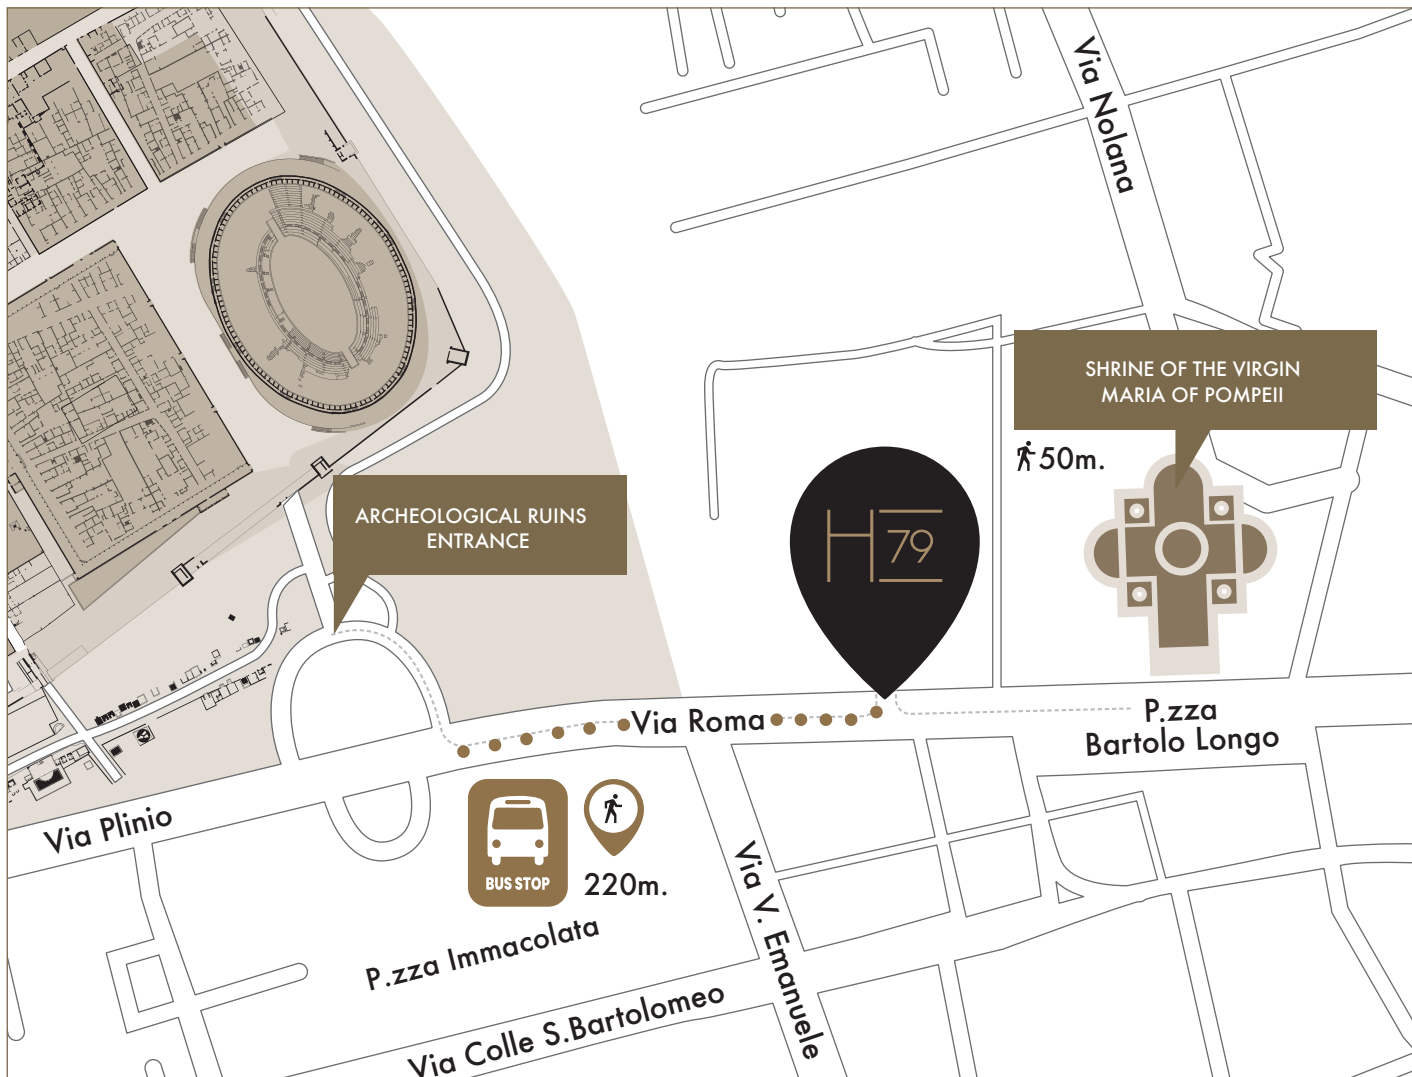 Via Nolana
SHRINE OF THE VIRGIN
MARIA OF POMPEII
50m.
ARCHEOLOGICAL RUINS
ENTRANCE
H 79
Via Roma
P.zza
Bartolo Longo
Via Plinio
BUS STOP
220m.
P.zza Immacolata
Via V. Emanuele
Via Colle S.Bartolomeo